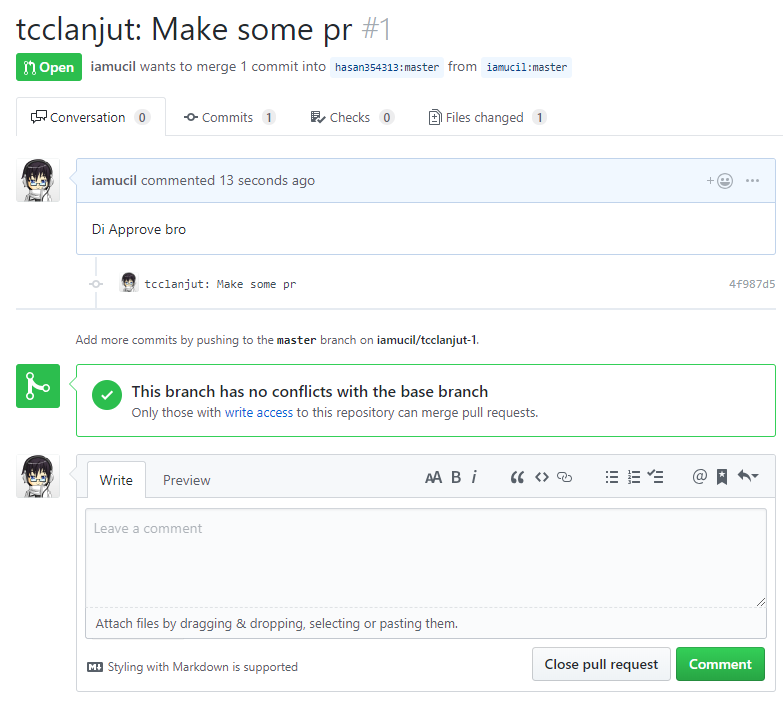 tcclanjut: Make some pr #1
Open iamucil wants to merge 1 commit into hasan354313:master from iamucil:master
Conversation 0 Commits 1 Checks 0 Files changed 1
iamucil commented 13 seconds ago
Di Approve bro
tcclanjut: Make some pr 4f987d5
Add more commits by pushing to the master branch on iamucil/tcclanjut-1.
This branch has no conflicts with the base branch
Only those with write access to this repository can merge pull requests.
Write Preview AA B i
Leave a comment
Attach files by dragging & dropping, selecting or pasting them.
Styling with Markdown is supported
Close pull request Comment